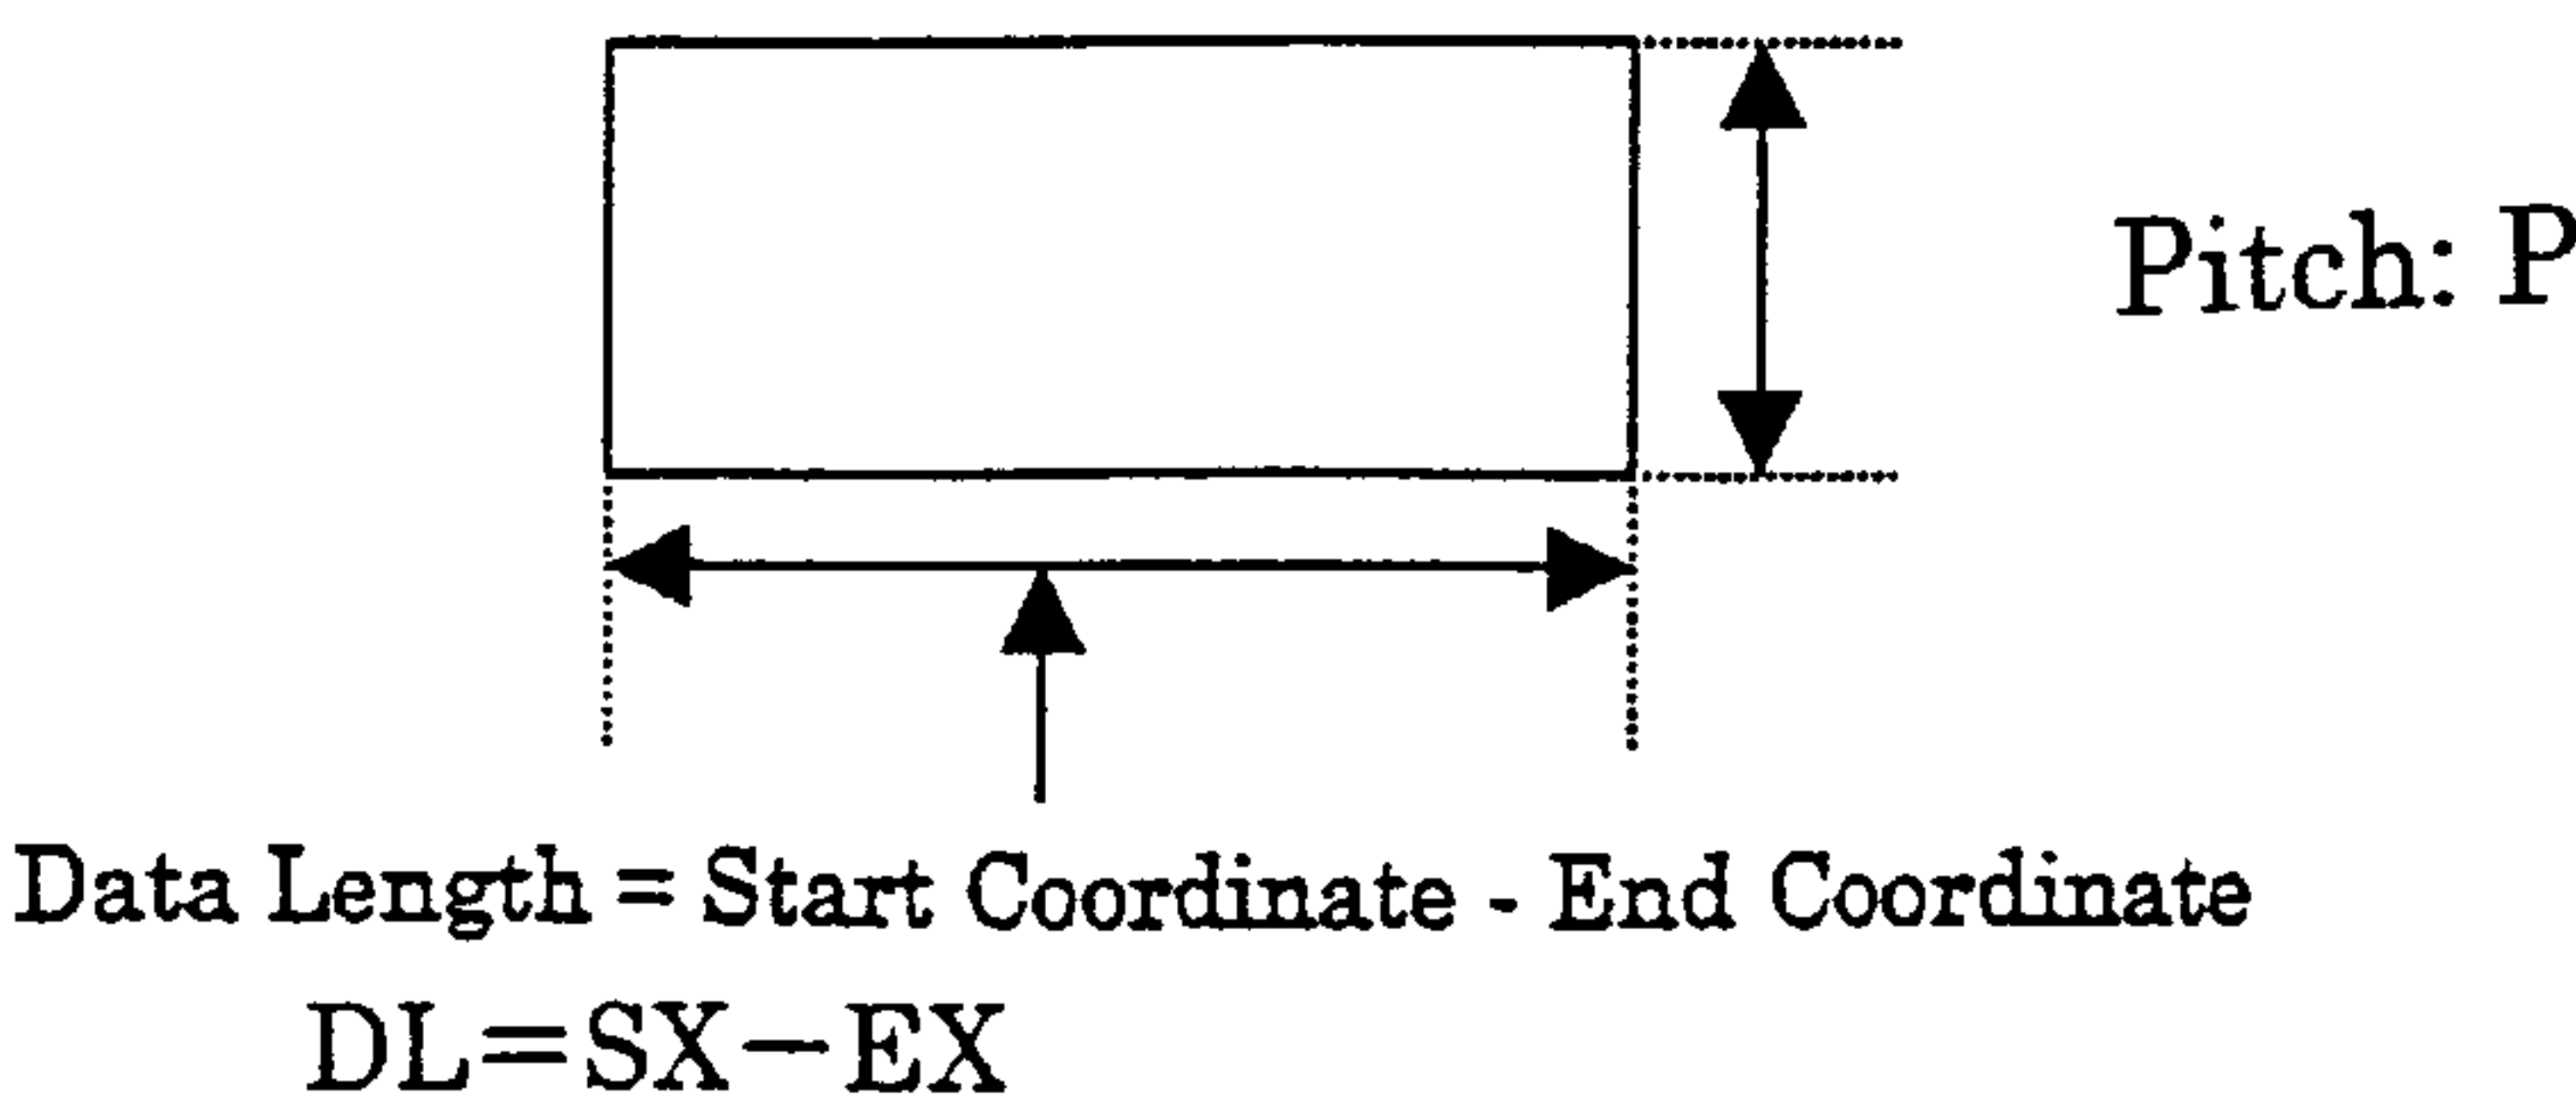 Pitch: P
Data Length = Start Coordinate - End Coordinate
DL=SX−EX